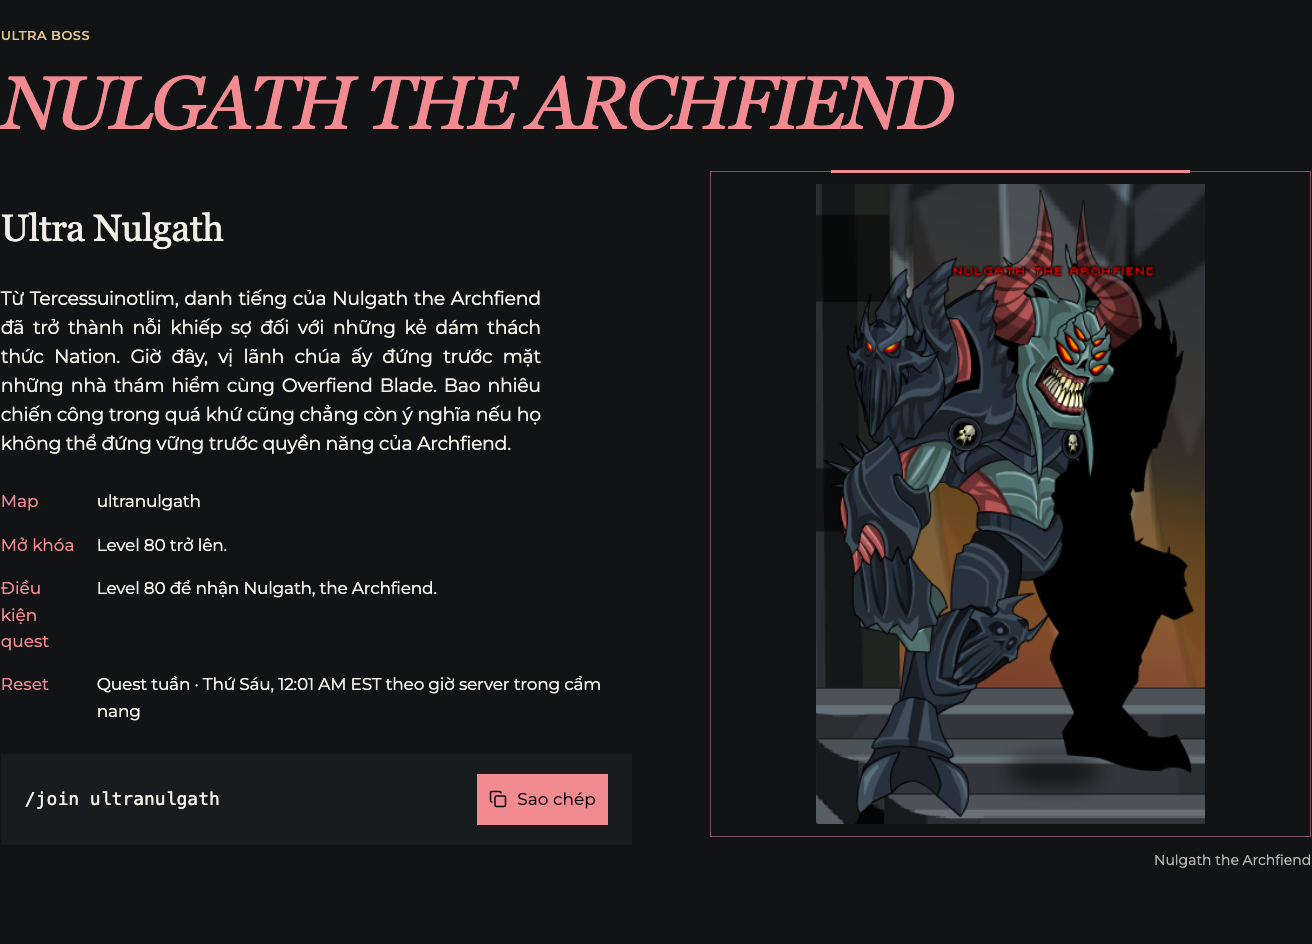 ULTRA BOSS
NULGATH THE ARCHFIEND
Ultra Nulgath
Từ Tercessuinotlim, danh tiếng của Nulgath the Archfiend
đã trở thành nỗi khiếp sợ đối với những kẻ dám thách
thức Nation. Giờ đây, vị lãnh chúa ấy đứng trước mặt
những nhà thám hiểm cùng Overfiend Blade. Bao nhiêu
chiến công trong quá khứ cũng chẳng còn ý nghĩa nếu họ
không thể đứng vững trước quyền năng của Archfiend.
Map ultranulgath
Mở khóa Level 80 trở lên.
Điều Level 80 để nhận Nulgath, the Archfiend.
kiện
quest
Reset Quest tuần · Thứ Sáu, 12:01 AM EST theo giờ server trong cẩm
nang
/join ultranulgath Sao chép
NULGATH THE ARCHFIEND
Nulgath the Archfiend